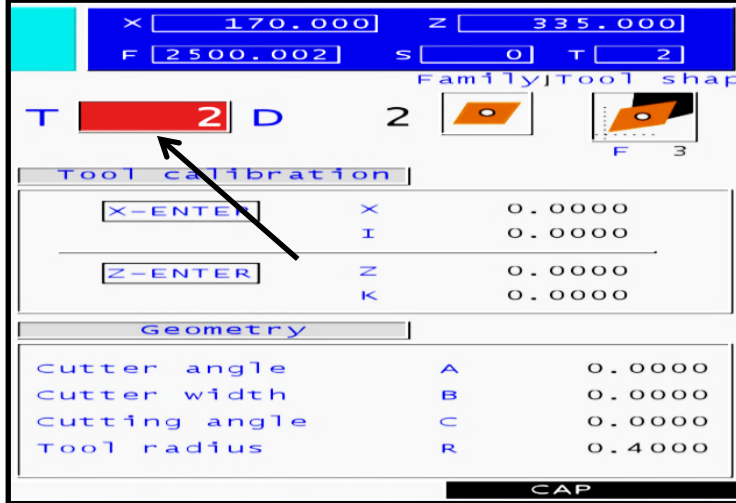 X 170.000 Z 335.000
F 2500.002 S 0 T 2
Family Tool shap
T 2 D 2
F 3
Tool calibration
X-ENTER X 0.0000
I 0.0000
Z-ENTER Z 0.0000
K 0.0000
Geometry
Cutter angle A 0.0000
Cutter width B 0.0000
Cutting angle C 0.0000
Tool radius R 0.4000
CAP